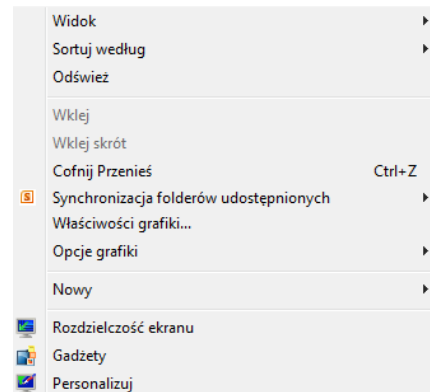 Widok
Sortuj według
Odśwież
Wklej
Wklej skrót
Cofnij Przenieś Ctrl+Z
Synchronizacja folderów udostępnionych
Właściwości grafiki...
Opcje grafiki
Nowy
Rozdzielczość ekranu
Gadżety
Personalizuj